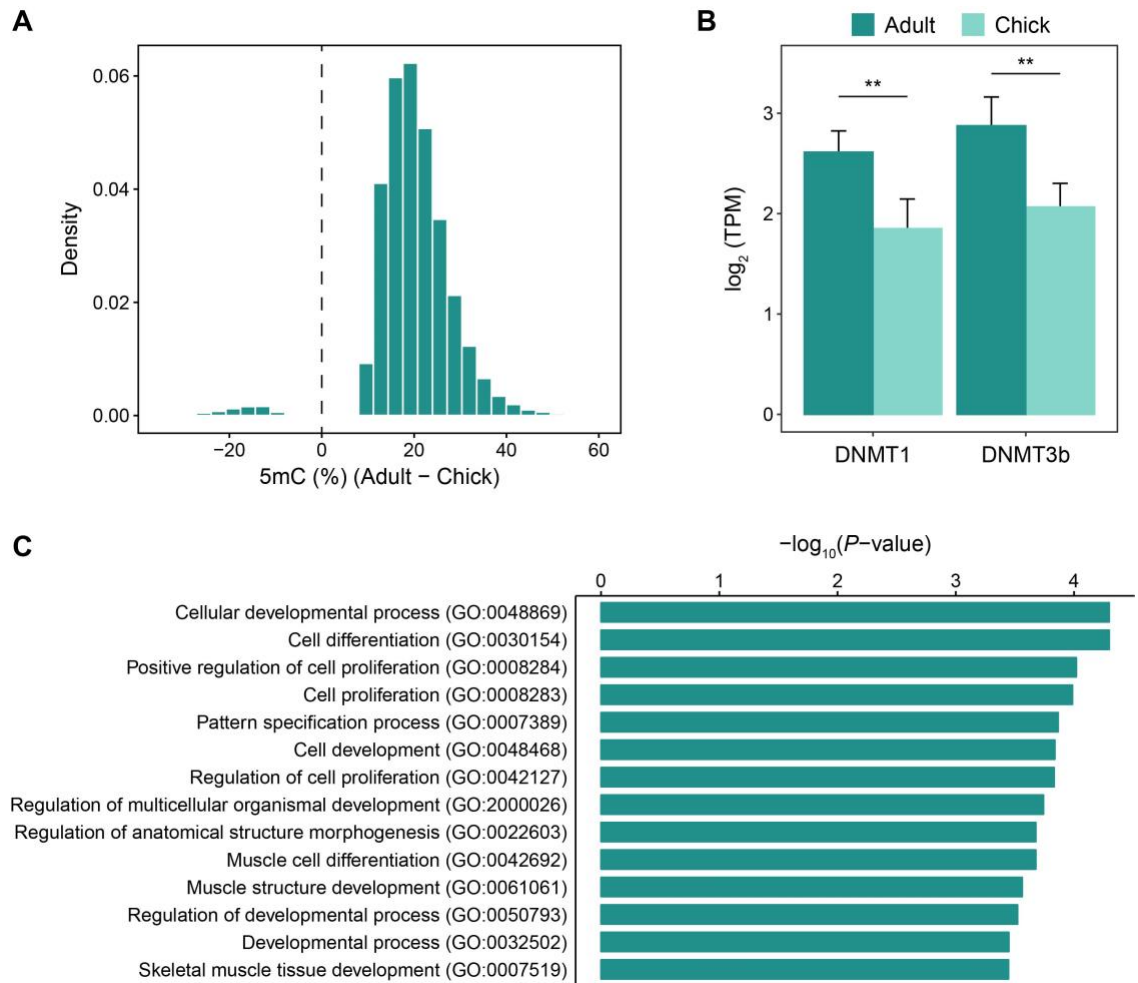 A
Density
0.06
0.04
0.02
0.00
−20
0
20
40
60
5mC (%) (Adult − Chick)
B
Adult
Chick
log2 (TPM)
3
2
1
0
**
**
DNMT1
DNMT3b
C
−log10(P−value)
0
1
2
3
4
Cellular developmental process (GO:0048869)
Cell differentiation (GO:0030154)
Positive regulation of cell proliferation (GO:0008284)
Cell proliferation (GO:0008283)
Pattern specification process (GO:0007389)
Cell development (GO:0048468)
Regulation of cell proliferation (GO:0042127)
Regulation of multicellular organismal development (GO:2000026)
Regulation of anatomical structure morphogenesis (GO:0022603)
Muscle cell differentiation (GO:0042692)
Muscle structure development (GO:0061061)
Regulation of developmental process (GO:0050793)
Developmental process (GO:0032502)
Skeletal muscle tissue development (GO:0007519)